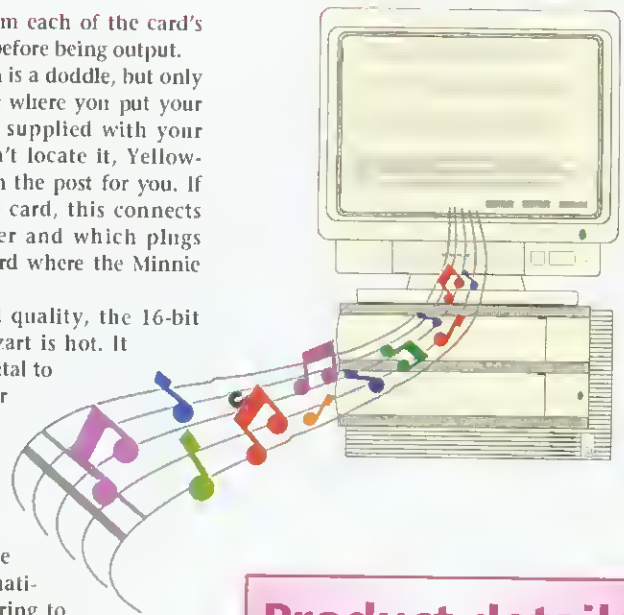 m each of the card's
before being output.
is a doddle, but only
where you put your
supplied with your
't locate it, Yellow-
the post for you. If
card, this connects
er and which plugs
rd where the Minnie
quality, the 16-bit
zart is hot. It
tal to
r
e
nati-
ring to
Product detail